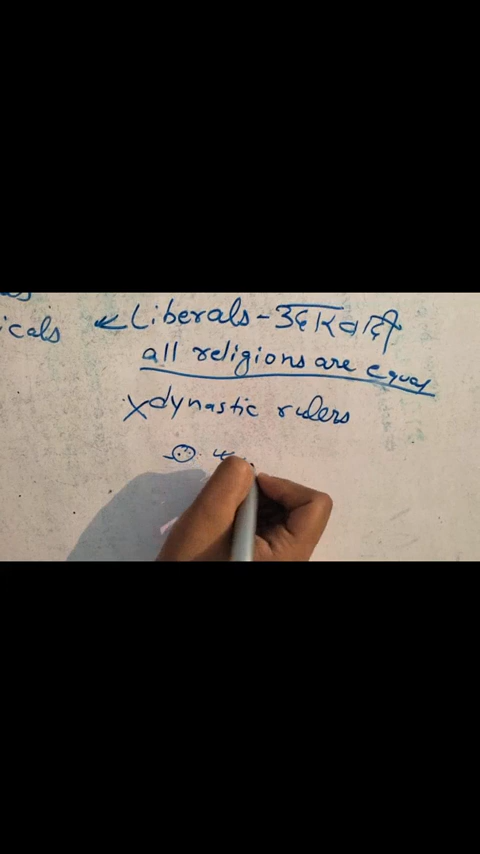 icals ← Liberals - उदारवादी
all religions are equal
X dynastic rulers